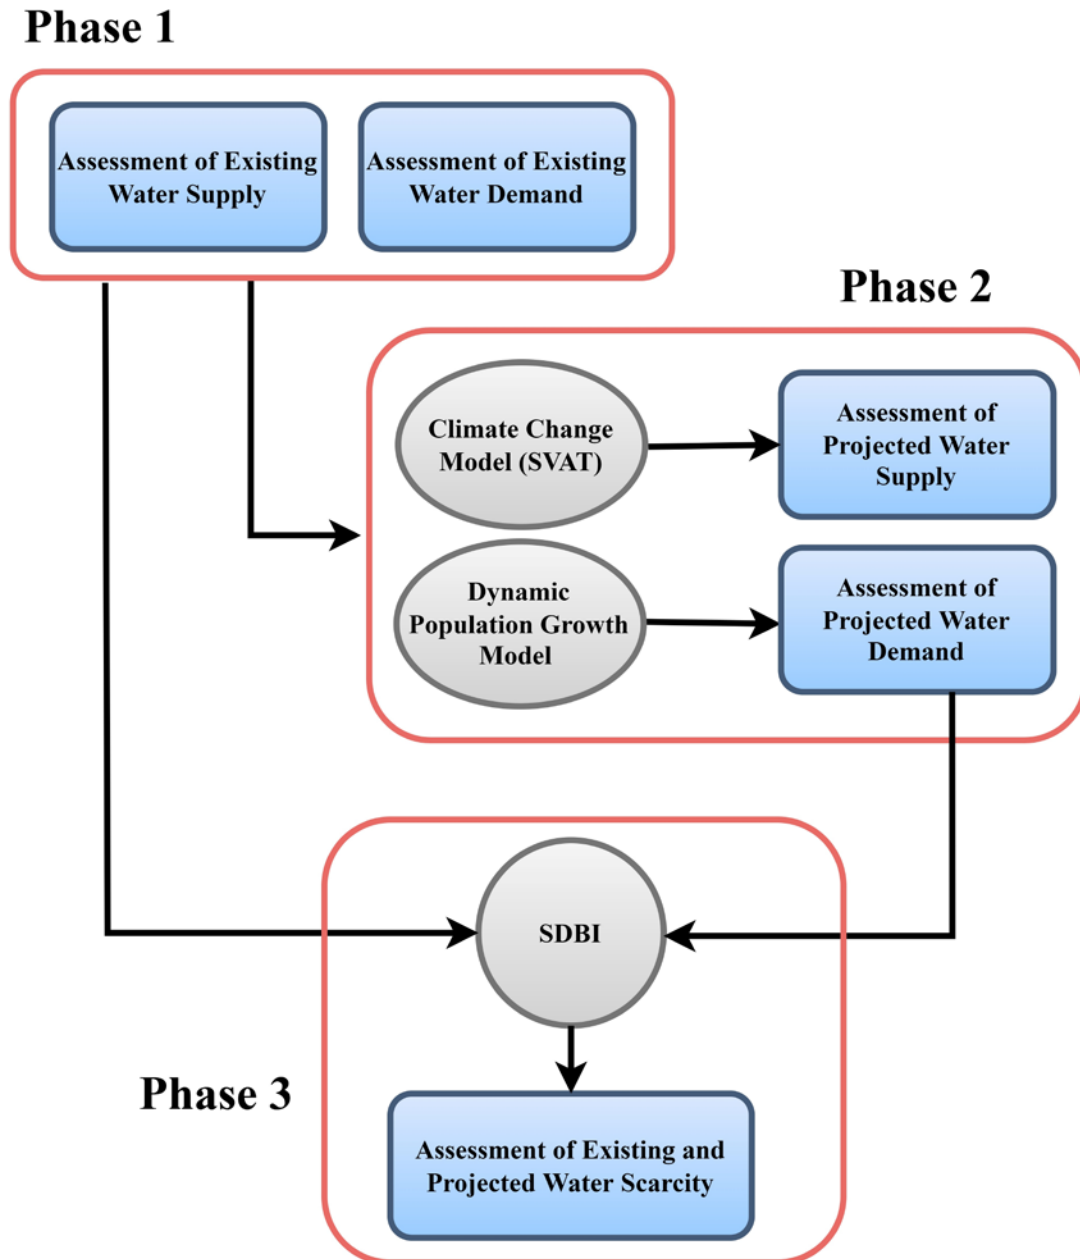 Phase 1
Assessment of Existing
Water Supply
Assessment of Existing
Water Demand
Phase 2
Climate Change
Model (SVAT)
Assessment of
Projected Water
Supply
Dynamic
Population Growth
Model
Assessment of
Projected Water
Demand
SDBI
Phase 3
Assessment of Existing and
Projected Water Scarcity